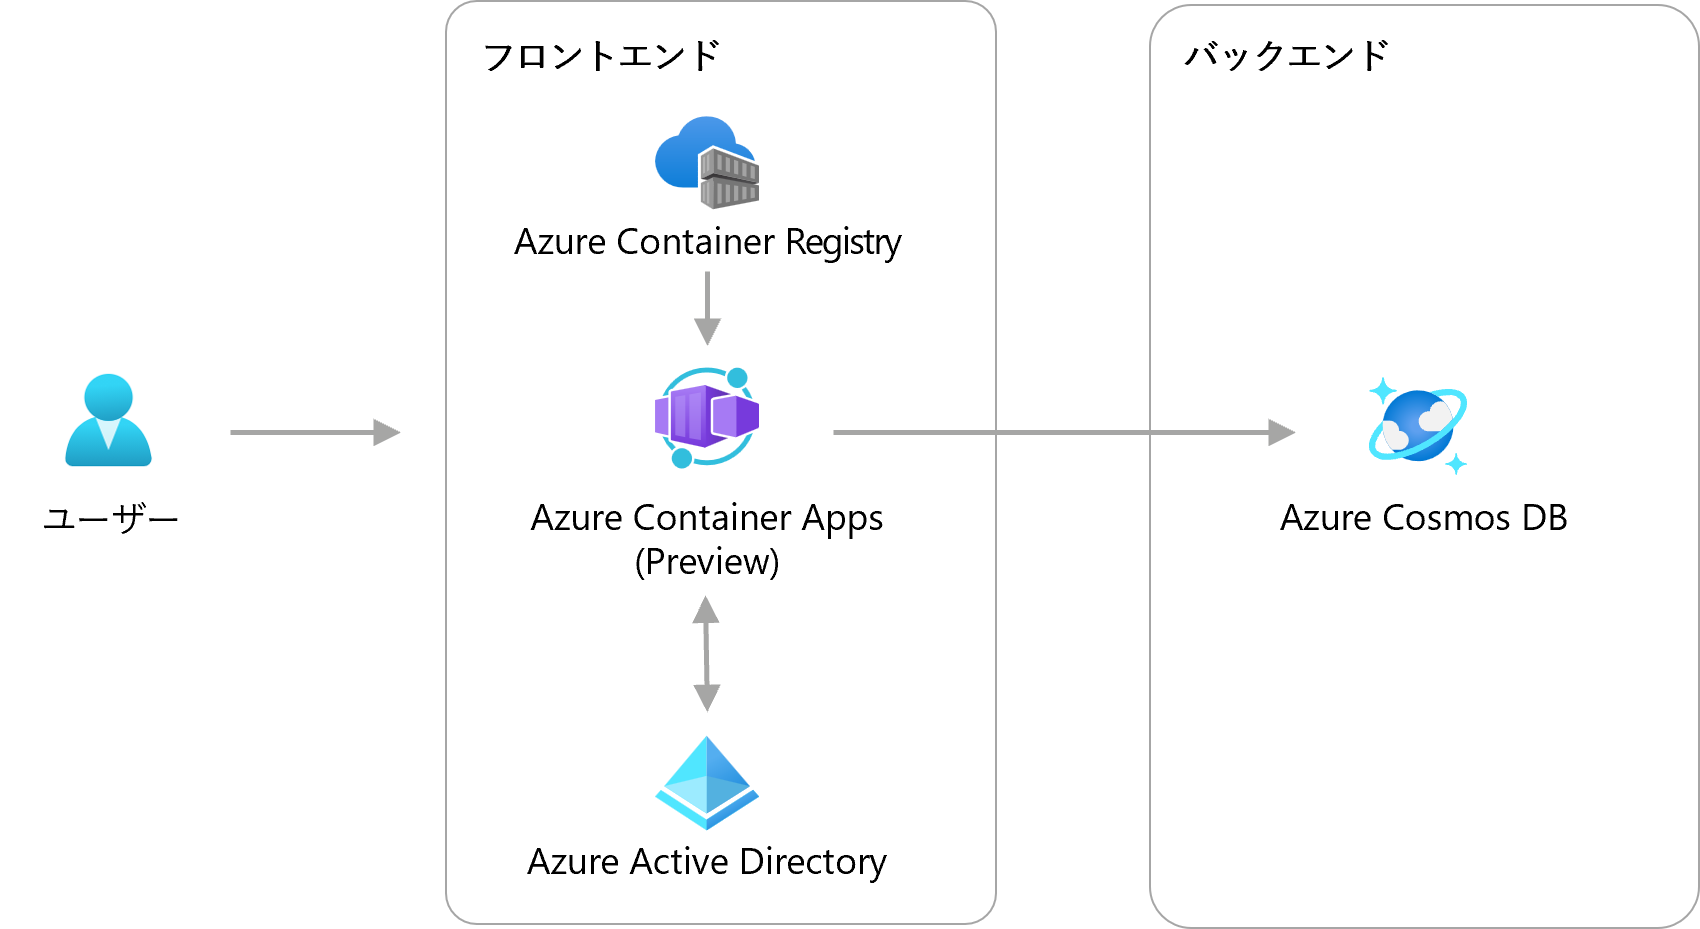 フロントエンド
バックエンド
Azure Container Registry
ユーザー
Azure Container Apps
(Preview)
Azure Cosmos DB
Azure Active Directory